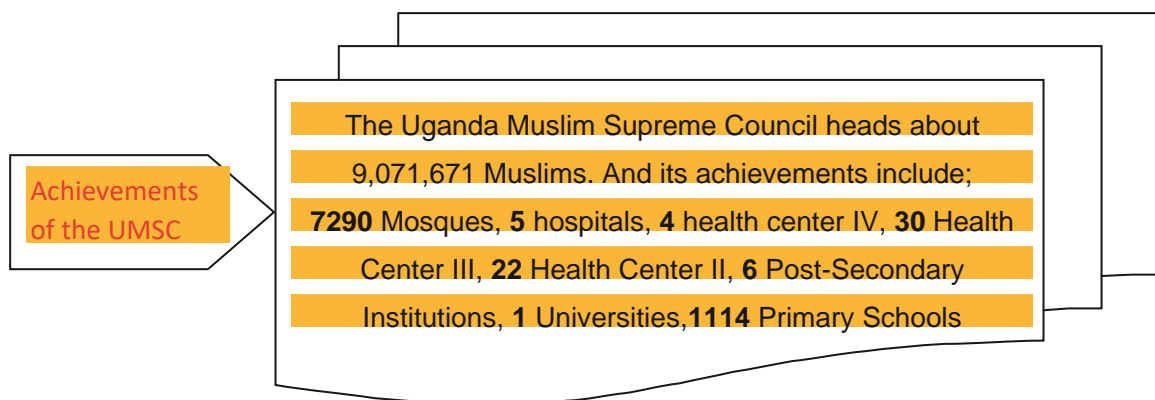 Achievements
of the UMSC
The Uganda Muslim Supreme Council heads about
9,071,671 Muslims. And its achievements include;
7290 Mosques, 5 hospitals, 4 health center IV, 30 Health
Center III, 22 Health Center II, 6 Post-Secondary
Institutions, 1 Universities,1114 Primary Schools